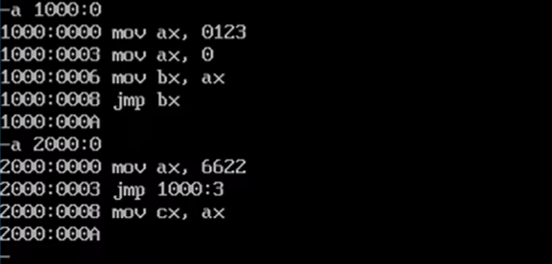 -a 1000:0
1000:0000 mov ax, 0123
1000:0003 mov ax, 0
1000:0006 mov bx, ax
1000:0008 jmp bx
1000:000A
-a 2000:0
2000:0000 mov ax, 6622
2000:0003 jmp 1000:3
2000:0008 mov cx, ax
2000:000A
-